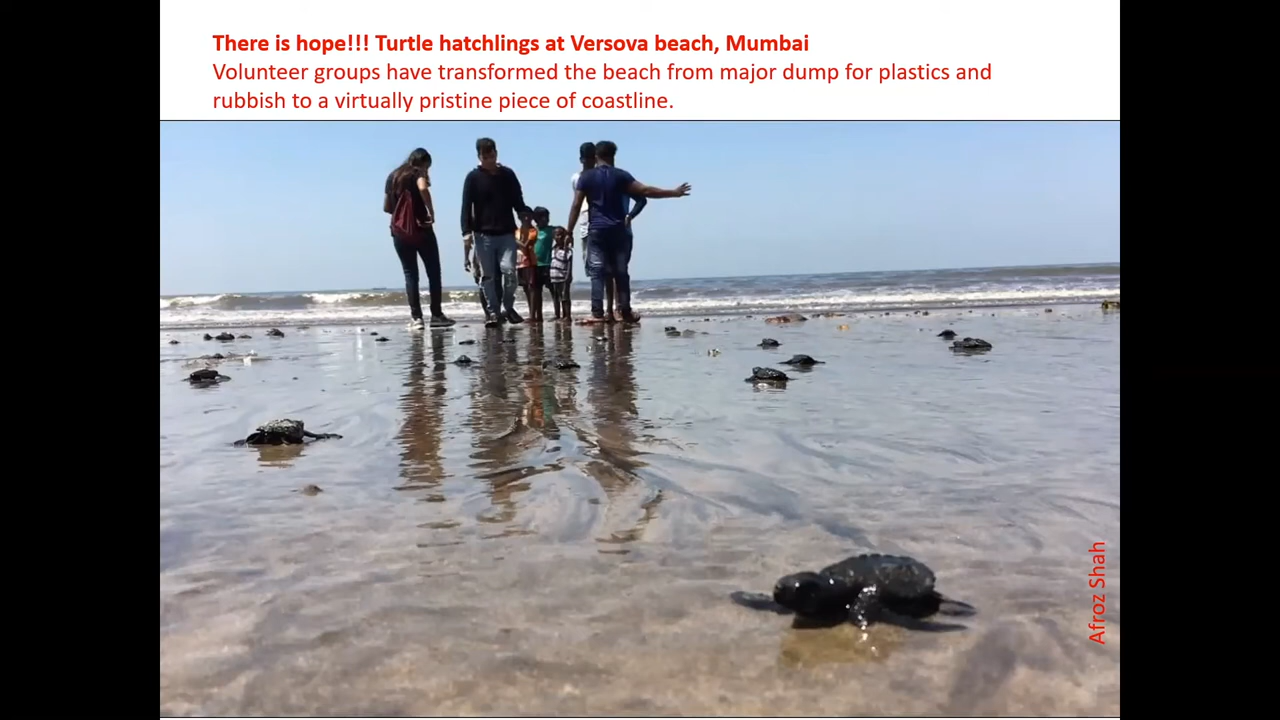 There is hope!!! Turtle hatchlings at Versova beach, Mumbai
Volunteer groups have transformed the beach from major dump for plastics and
rubbish to a virtually pristine piece of coastline.
Afroz Shah